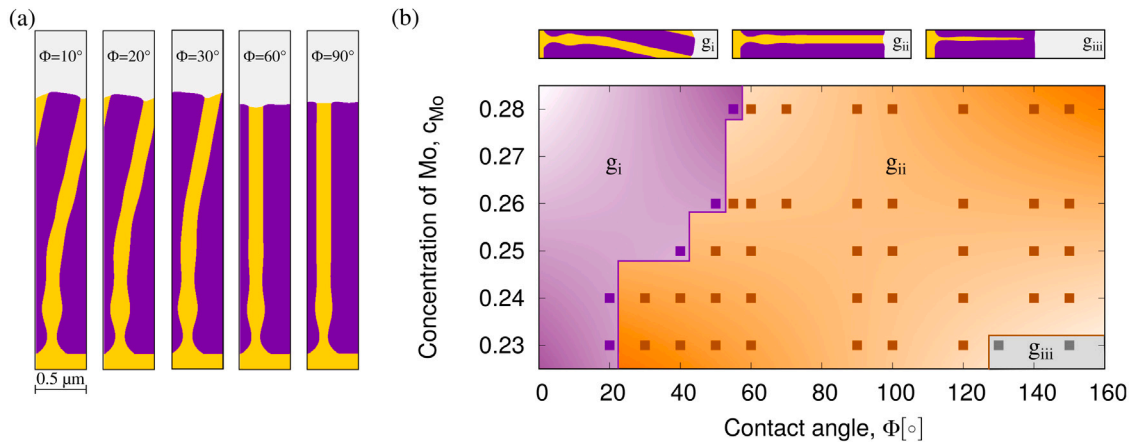 (a)
Φ=10° Φ=20° Φ=30° Φ=60° Φ=90°
0.5 µm
(b)
gi gii giii
Concentration of Mo, cMo
0.28
0.27
0.26
0.25
0.24
0.23
gi
gii
giii
0 20 40 60 80 100 120 140 160
Contact angle, Φ[°]